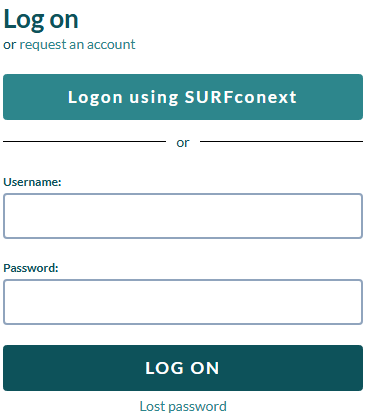 Log on
or request an account
Logon using SURFconext
or
Username:
Password:
LOG ON
Lost password